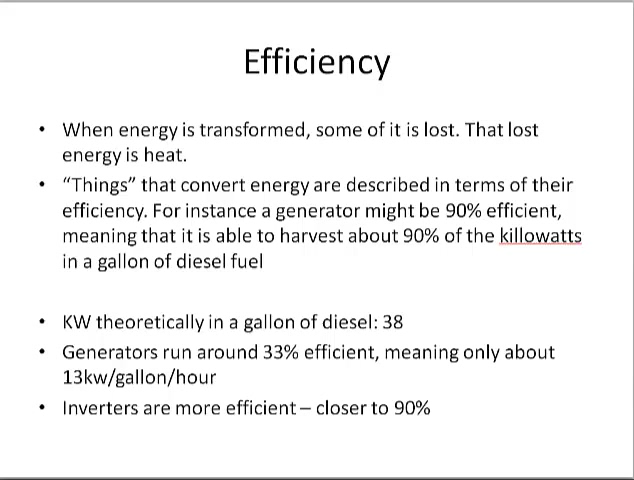 Efficiency
• When energy is transformed, some of it is lost. That lost
energy is heat.
• “Things” that convert energy are described in terms of their
efficiency. For instance a generator might be 90% efficient,
meaning that it is able to harvest about 90% of the killowatts
in a gallon of diesel fuel
• KW theoretically in a gallon of diesel: 38
• Generators run around 33% efficient, meaning only about
13kw/gallon/hour
• Inverters are more efficient – closer to 90%